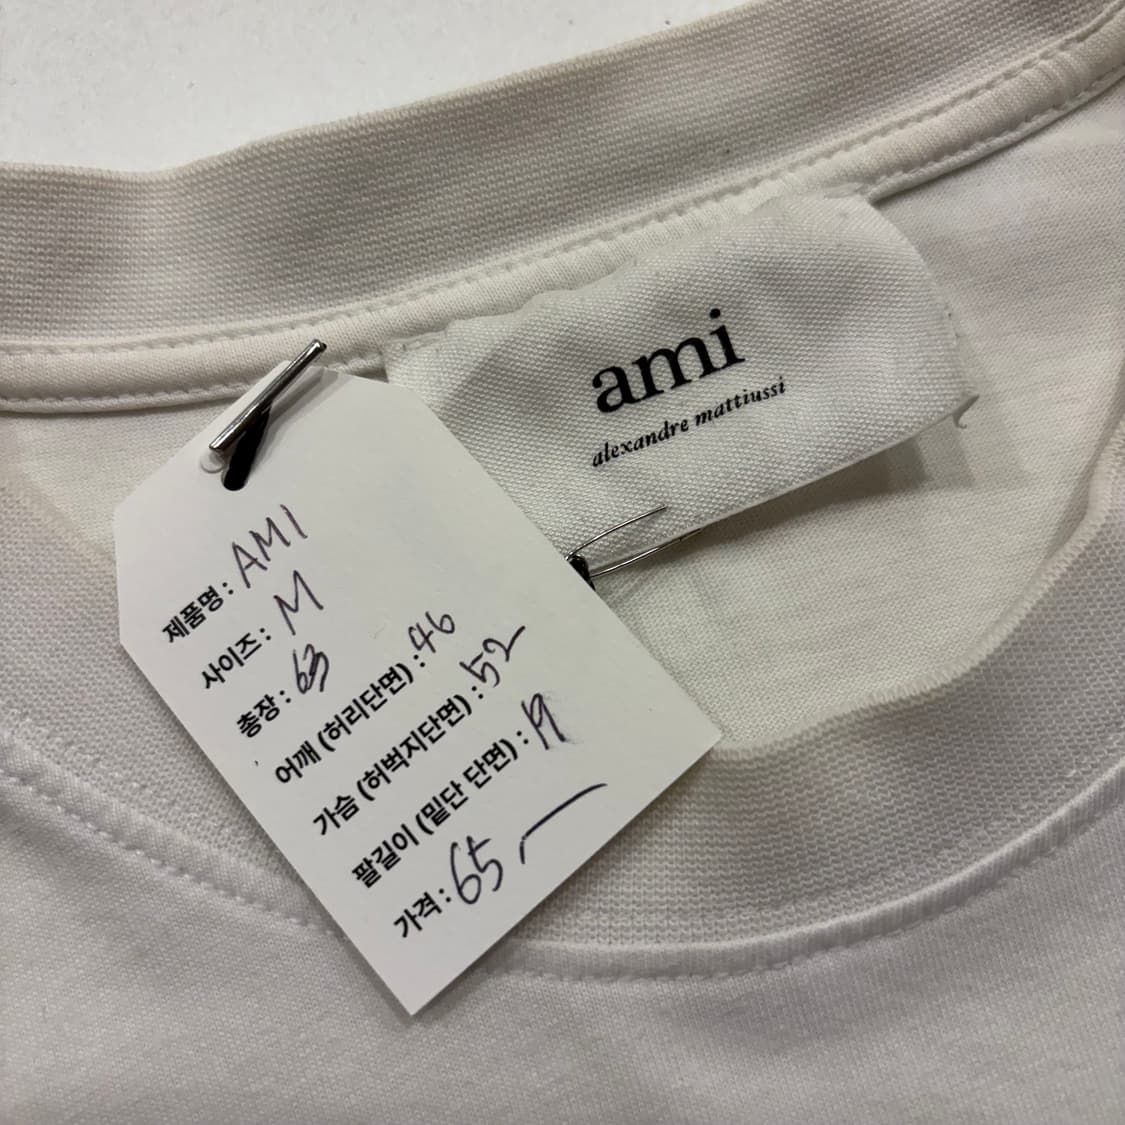 ami
alexandre mattiussi
제품명 : AMI
사이즈 : M
총장 : 63
어깨 (허리단면) : 46
가슴 (허벅지단면) : 52
팔길이 (밑단 단면) : 19
가격 : 65,